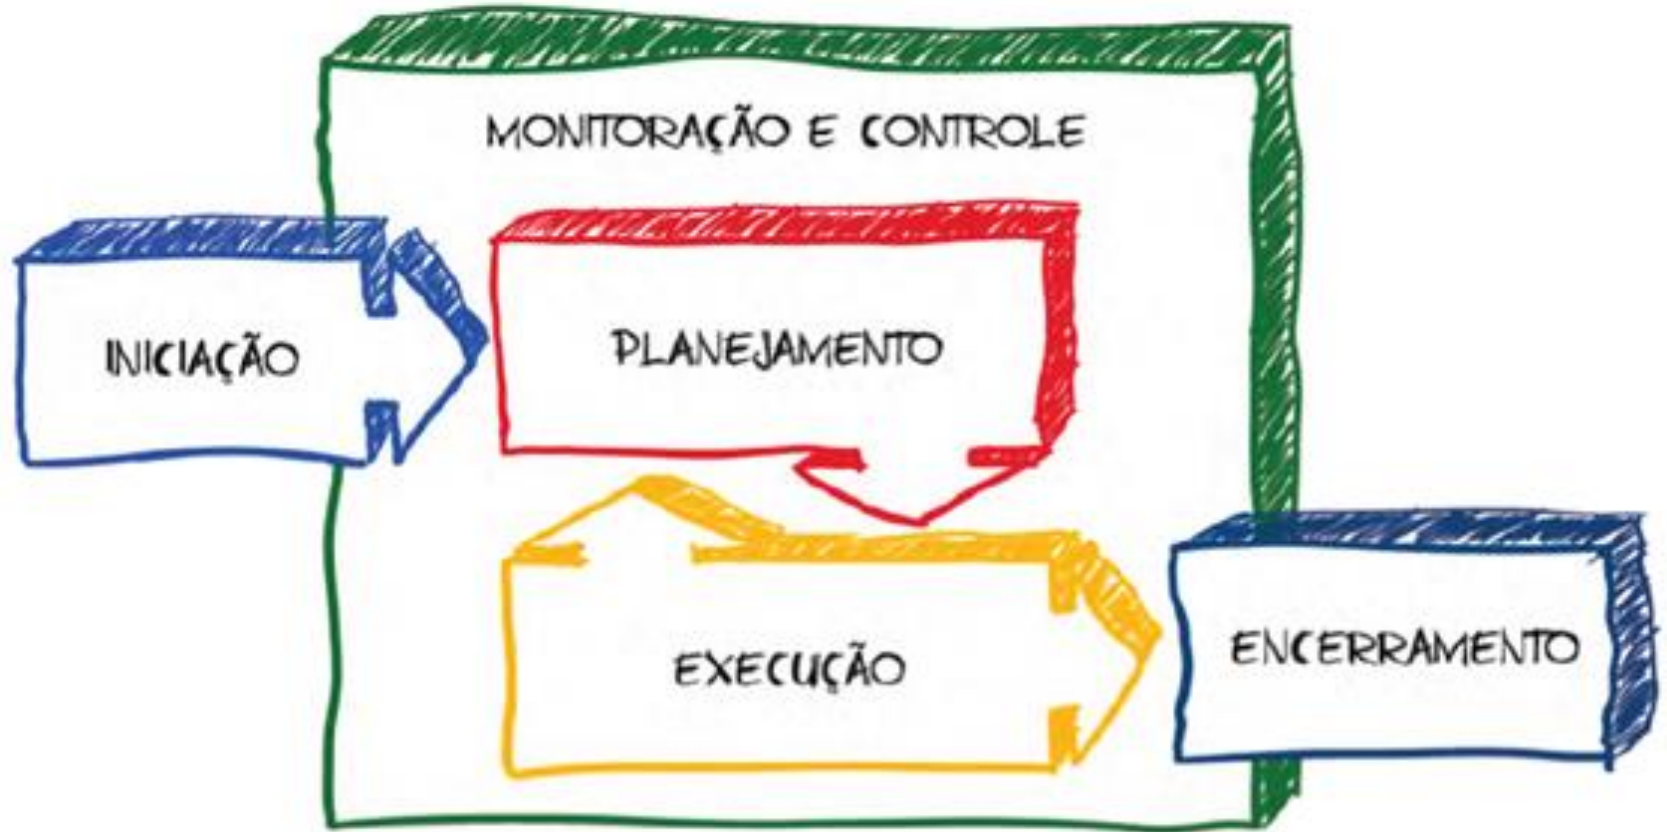 MONITORAÇÃO E CONTROLE
INICIAÇÃO
PLANEJAMENTO
EXECUÇÃO
ENCERRAMENTO